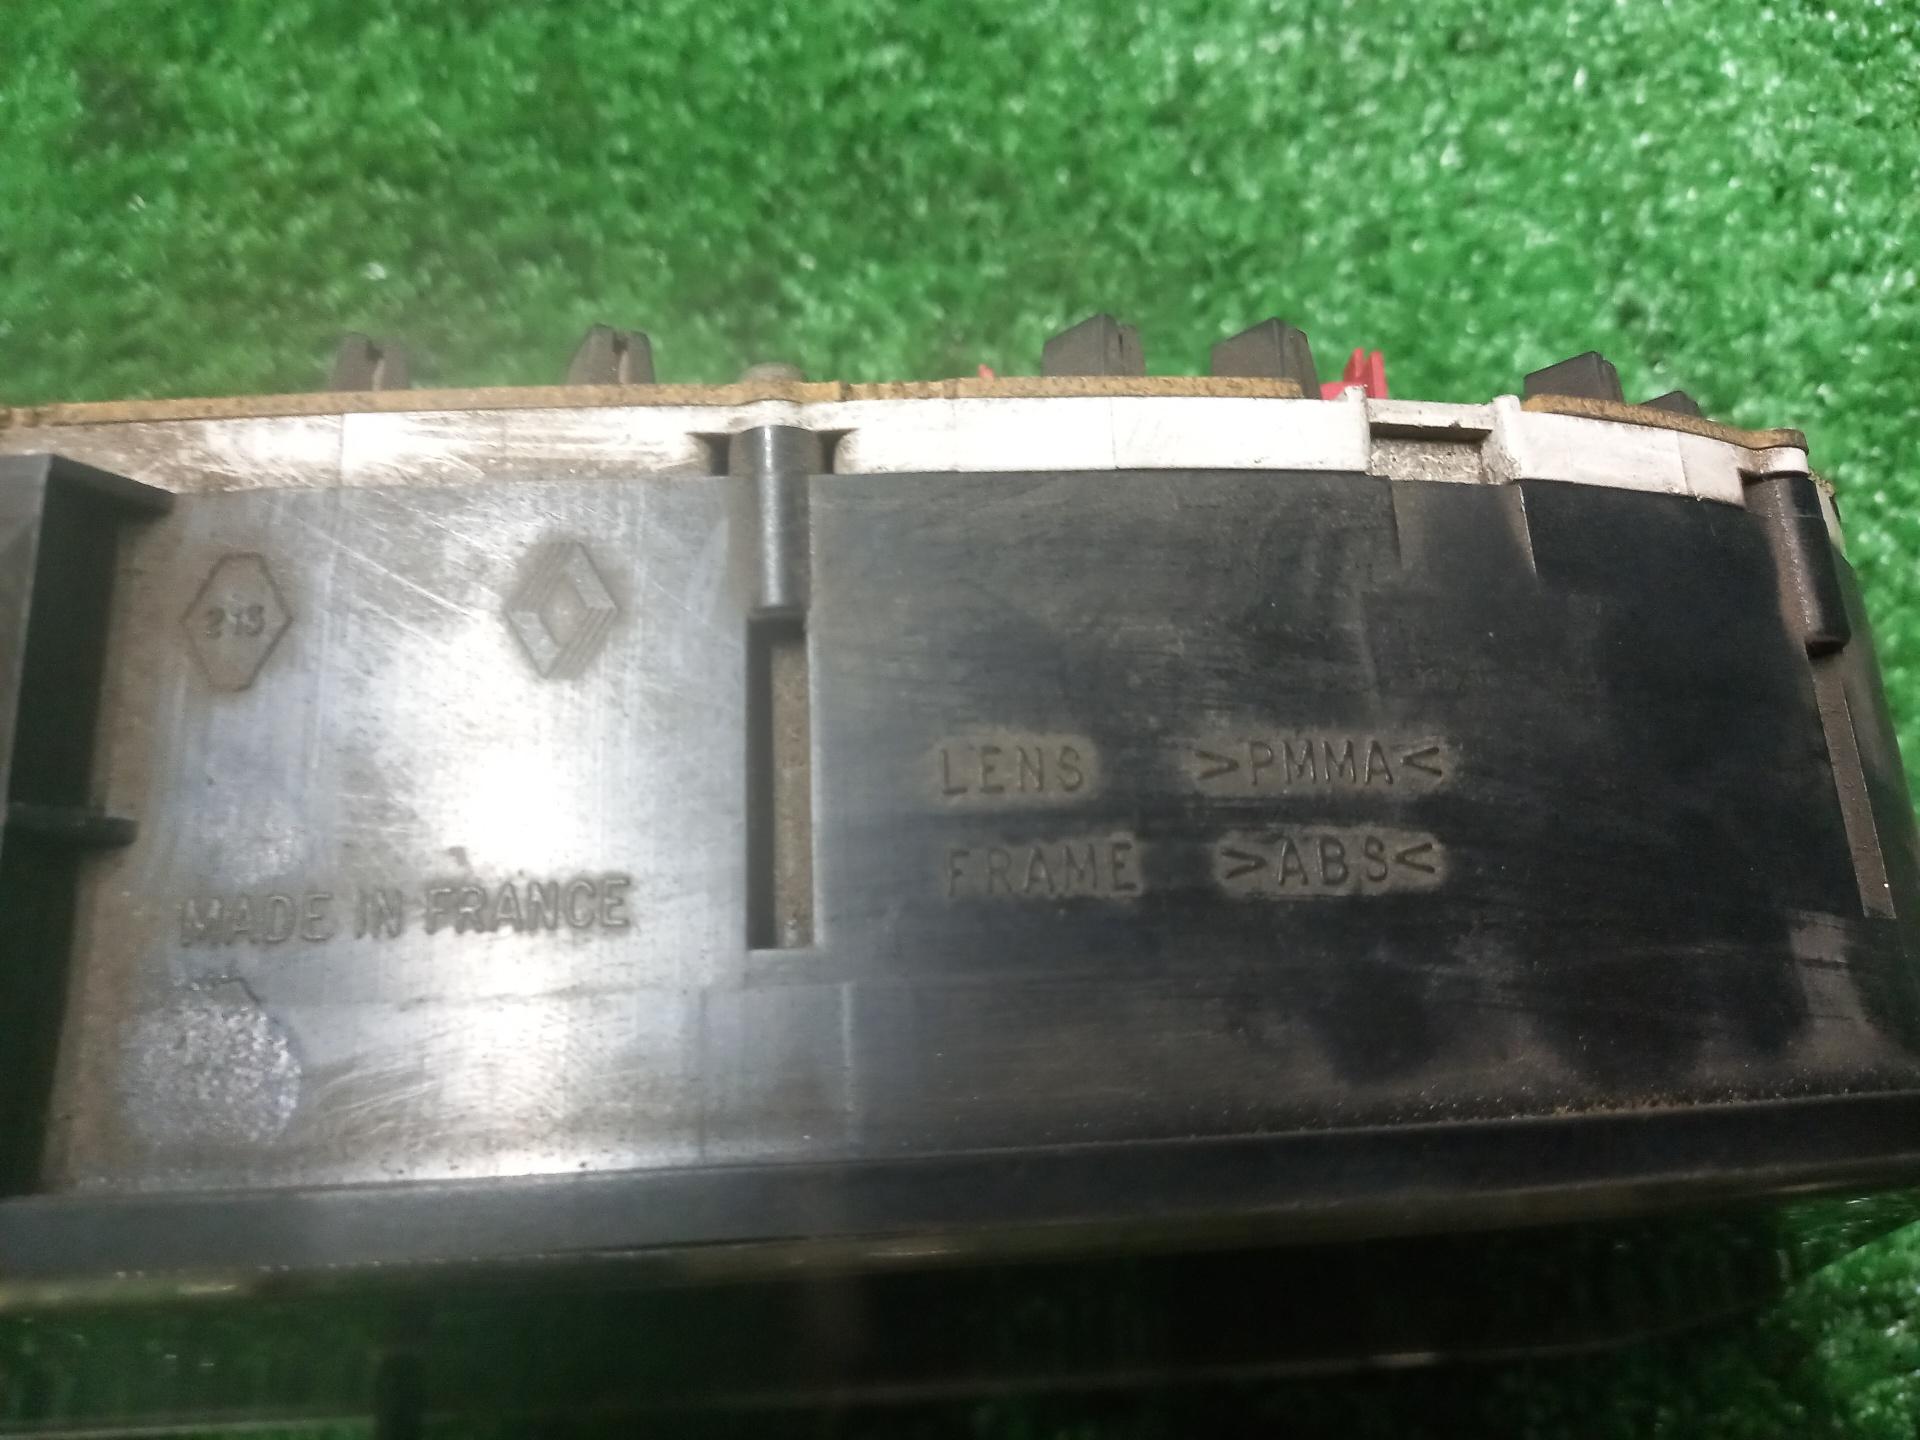 LENS >PMMA<
FRAME >ABS<
MADE IN FRANCE